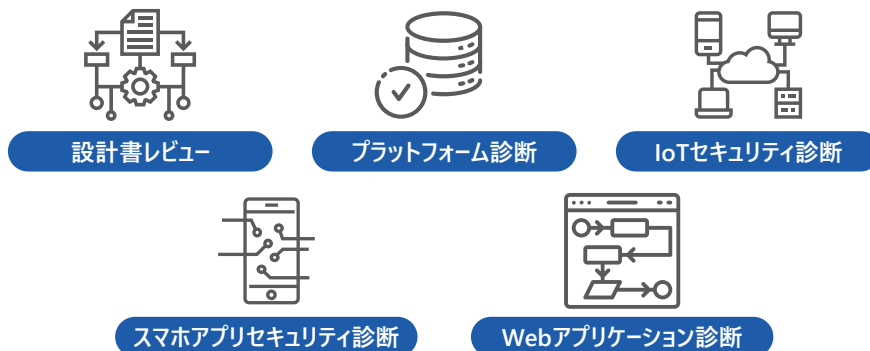 設計書レビュー
プラットフォーム診断
IoTセキュリティ診断
スマホアプリセキュリティ診断
Webアプリケーション診断